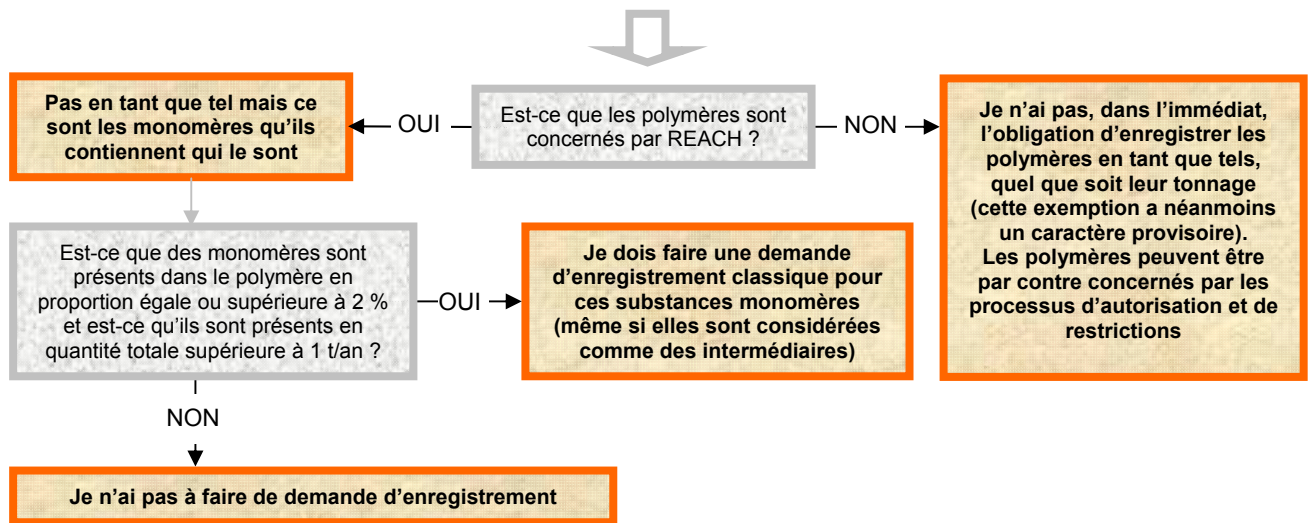 Pas en tant que tel mais ce
sont les monomères qu'ils
contiennent qui le sont
OUI
Est-ce que les polymères sont
concernés par REACH ?
NON
Je n'ai pas, dans l'immédiat,
l'obligation d'enregistrer les
polymères en tant que tels,
quel que soit leur tonnage
(cette exemption a néanmoins
un caractère provisoire).
Les polymères peuvent être
par contre concernés par les
processus d'autorisation et de
restrictions
Est-ce que des monomères sont
présents dans le polymère en
proportion égale ou supérieure à 2 %
et est-ce qu'ils sont présents en
quantité totale supérieure à 1 t/an ?
OUI
Je dois faire une demande
d'enregistrement classique pour
ces substances monomères
(même si elles sont considérées
comme des intermédiaires)
NON
Je n'ai pas à faire de demande d'enregistrement